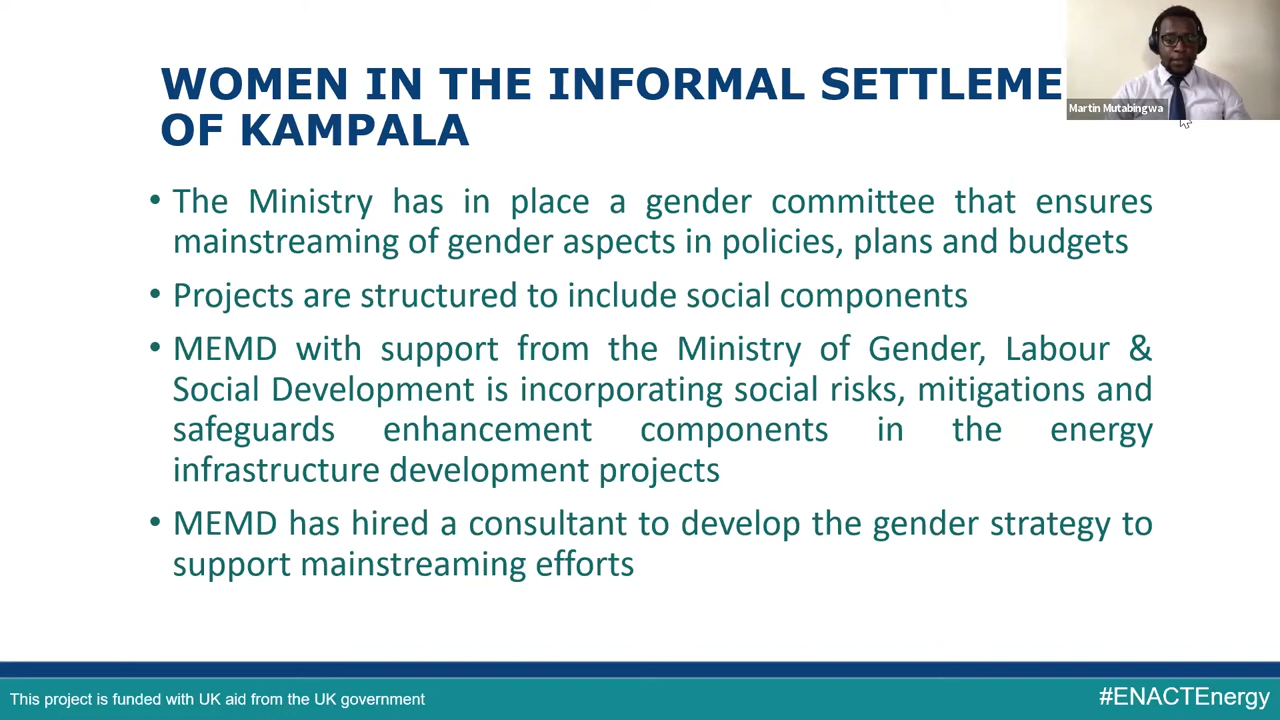 WOMEN IN THE INFORMAL SETTLEME
OF KAMPALA
Martin Mutabingwa
• The Ministry has in place a gender committee that ensures
mainstreaming of gender aspects in policies, plans and budgets
• Projects are structured to include social components
• MEMD with support from the Ministry of Gender, Labour &
Social Development is incorporating social risks, mitigations and
safeguards enhancement components in the energy
infrastructure development projects
• MEMD has hired a consultant to develop the gender strategy to
support mainstreaming efforts
This project is funded with UK aid from the UK government
#ENACTEnergy